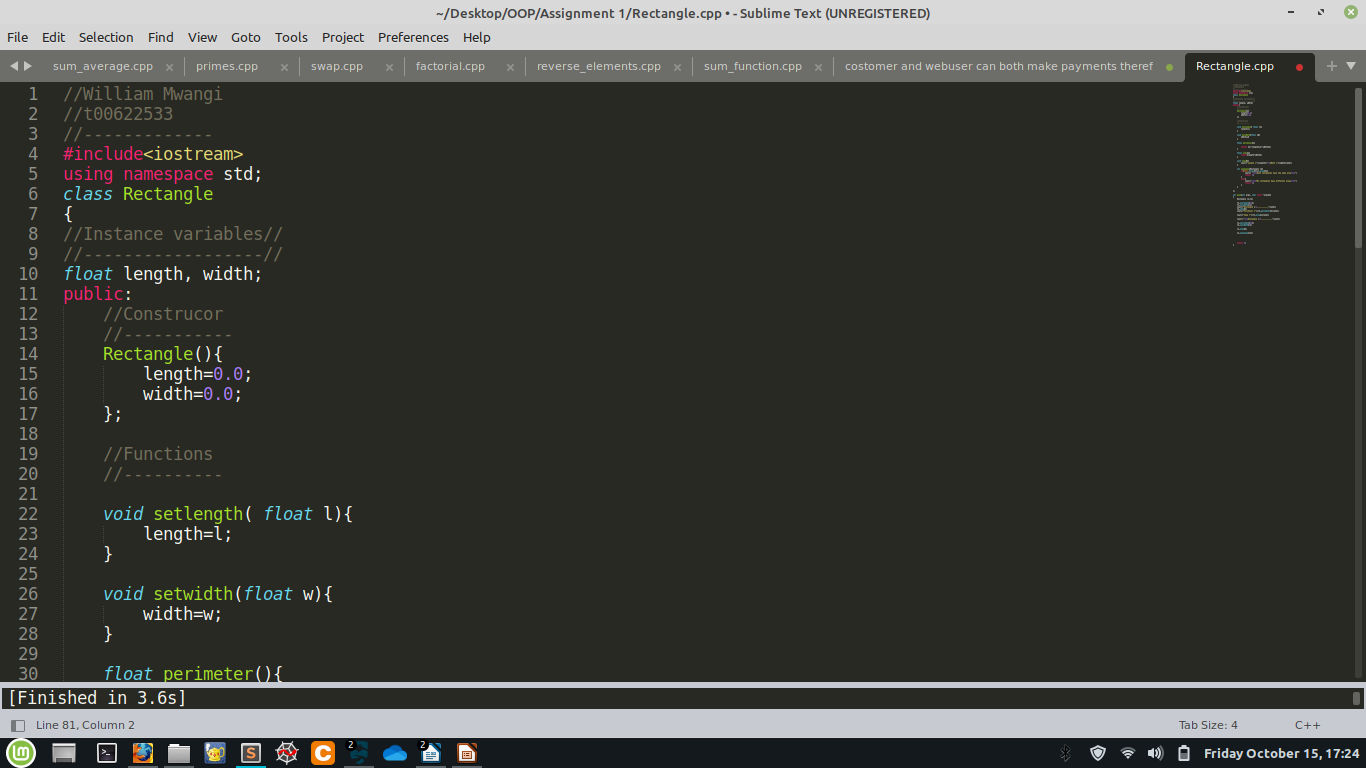 ~/Desktop/OOP/Assignment 1/Rectangle.cpp • - Sublime Text (UNREGISTERED)
File Edit Selection Find View Goto Tools Project Preferences Help
sum_average.cpp primes.cpp swap.cpp factorial.cpp reverse_elements.cpp sum_function.cpp costomer and webuser can both make payments theref Rectangle.cpp
1 //William Mwangi
2 //t00622533
3 //-------------
4 #include<iostream>
5 using namespace std;
6 class Rectangle
7 {
8 //Instance variables//
9 //------------------//
10 float length, width;
11 public:
12 //Construcor
13 //-----------
14 Rectangle(){
15 length=0.0;
16 width=0.0;
17 };
18
19 //Functions
20 //----------
21
22 void setlength( float l){
23 length=l;
24 }
25
26 void setwidth(float w){
27 width=w;
28 }
29
30 float perimeter(){
[Finished in 3.6s]
Line 81, Column 2 Tab Size: 4 C++
2 2 Friday October 15, 17:24